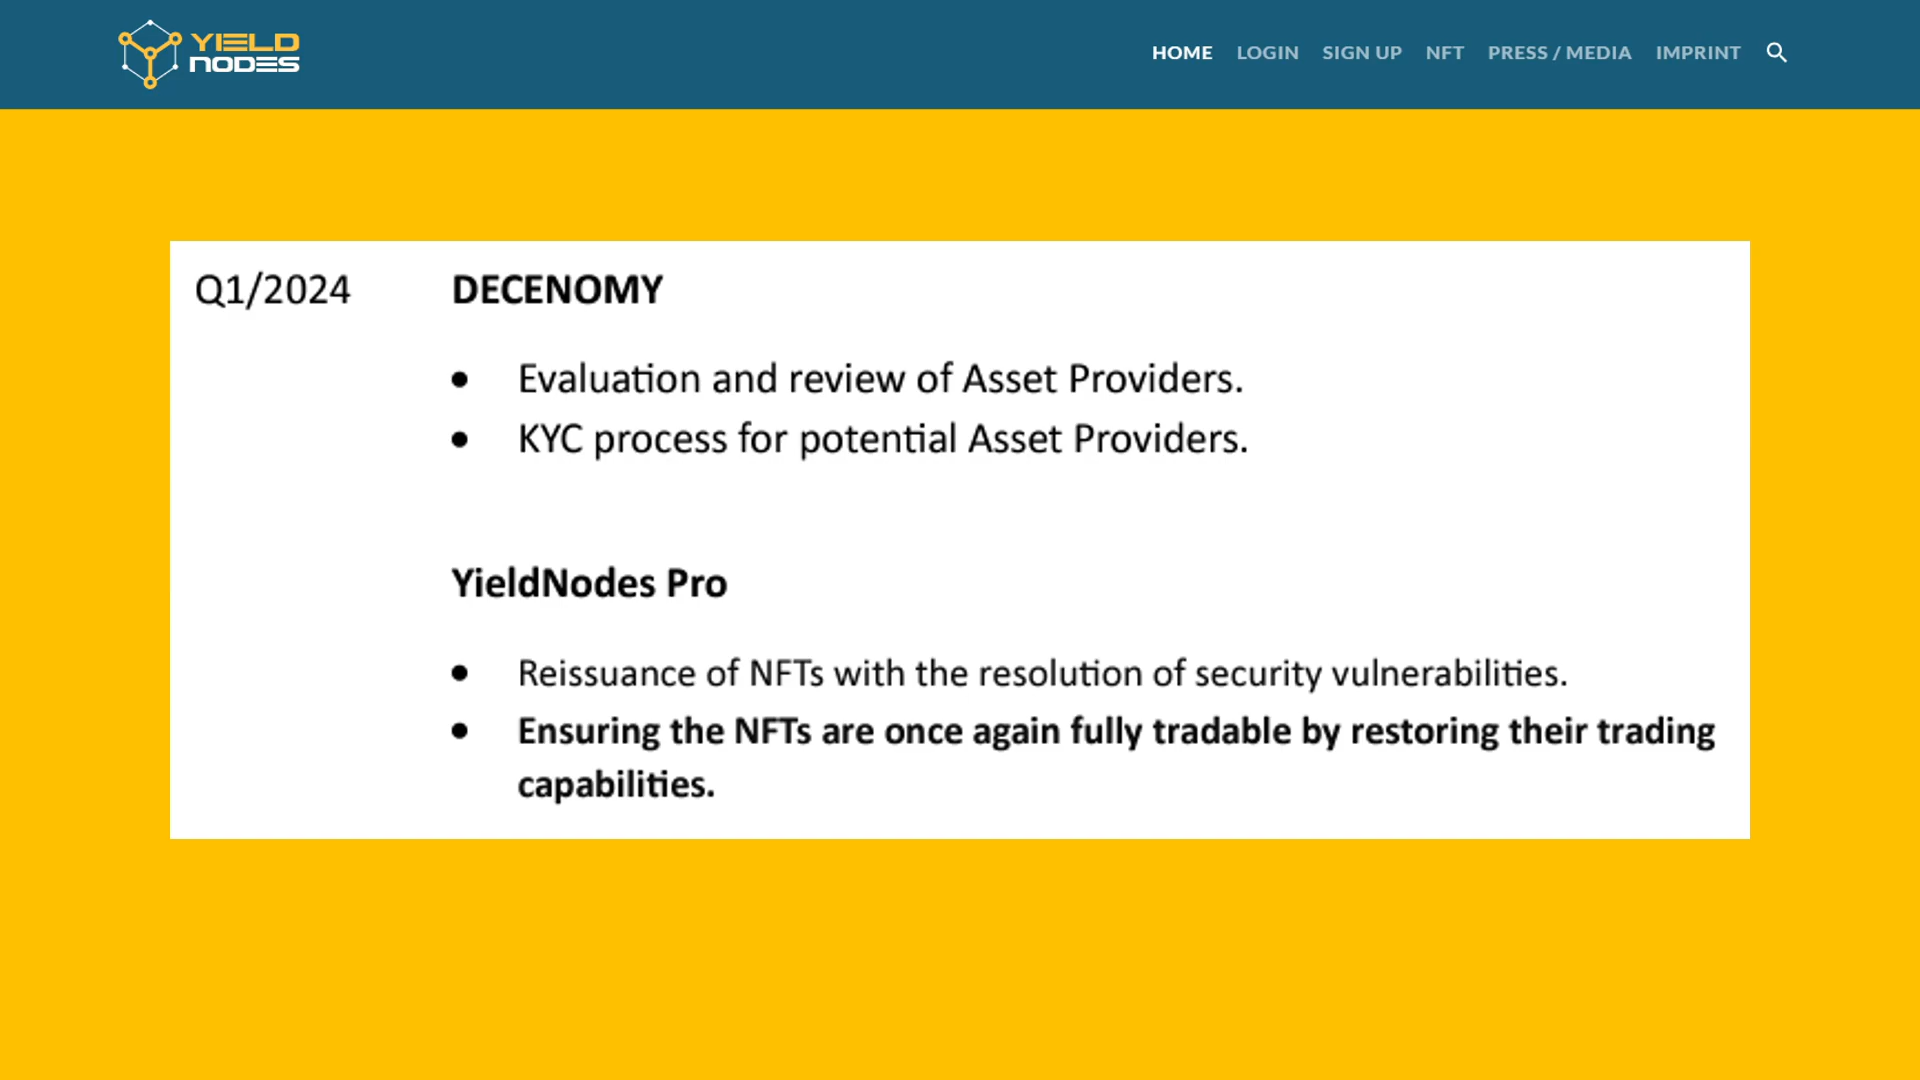 YIELD
NODES
HOME LOGIN SIGN UP NFT PRESS / MEDIA IMPRINT
Q1/2024 DECENOMY
• Evaluation and review of Asset Providers.
• KYC process for potential Asset Providers.
YieldNodes Pro
• Reissuance of NFTs with the resolution of security vulnerabilities.
• Ensuring the NFTs are once again fully tradable by restoring their trading
capabilities.